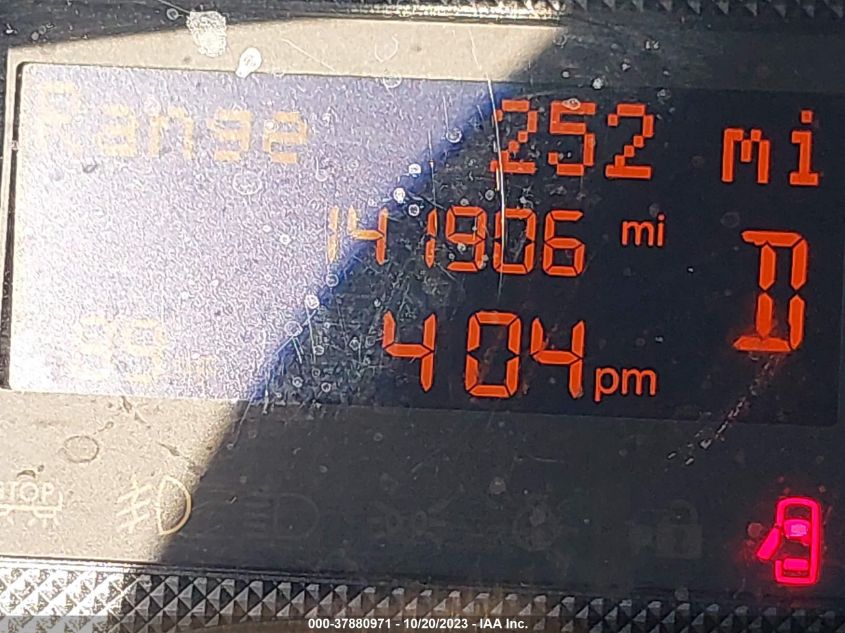 Range 252 mi
141906 mi
D
404 pm
STOP
000-37880971 - 10/20/2023 - IAA Inc.